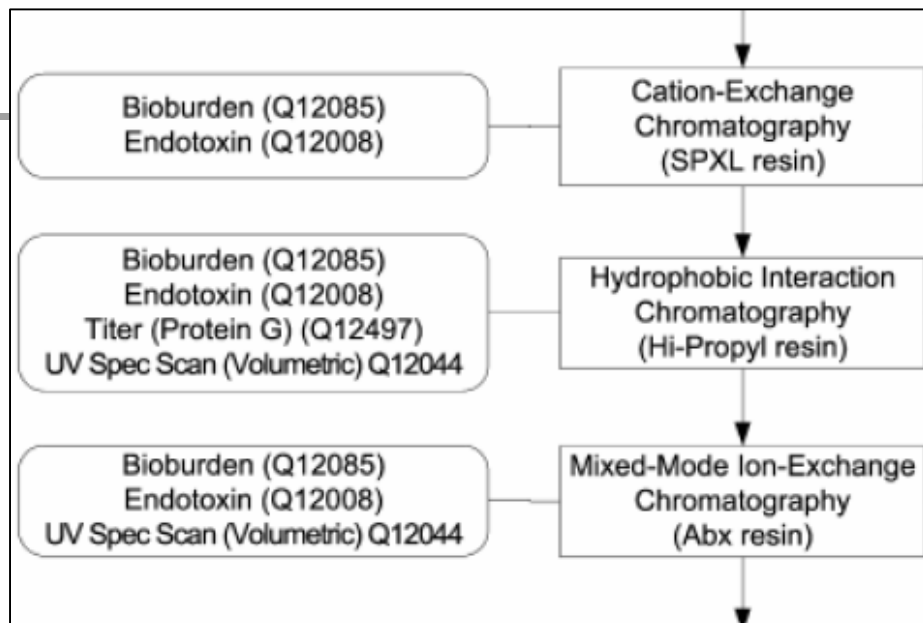 Bioburden (Q12085)
Endotoxin (Q12008)
Cation-Exchange
Chromatography
(SPXL resin)
Bioburden (Q12085)
Endotoxin (Q12008)
Titer (Protein G) (Q12497)
UV Spec Scan (Volumetric) Q12044
Hydrophobic Interaction
Chromatography
(Hi-Propyl resin)
Bioburden (Q12085)
Endotoxin (Q12008)
UV Spec Scan (Volumetric) Q12044
Mixed-Mode Ion-Exchange
Chromatography
(Abx resin)